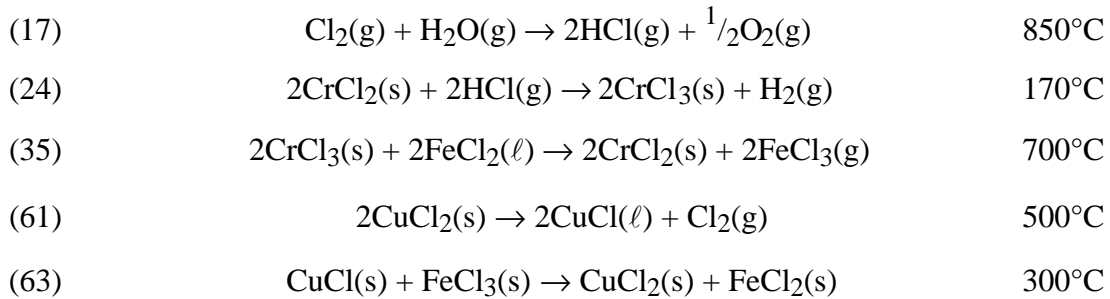 (17) Cl₂(g) + H₂O(g) → 2HCl(g) + ¹/₂O₂(g) 850°C
(24) 2CrCl₂(s) + 2HCl(g) → 2CrCl₃(s) + H₂(g) 170°C
(35) 2CrCl₃(s) + 2FeCl₂(ℓ) → 2CrCl₂(s) + 2FeCl₃(g) 700°C
(61) 2CuCl₂(s) → 2CuCl(ℓ) + Cl₂(g) 500°C
(63) CuCl(s) + FeCl₃(s) → CuCl₂(s) + FeCl₂(s) 300°C